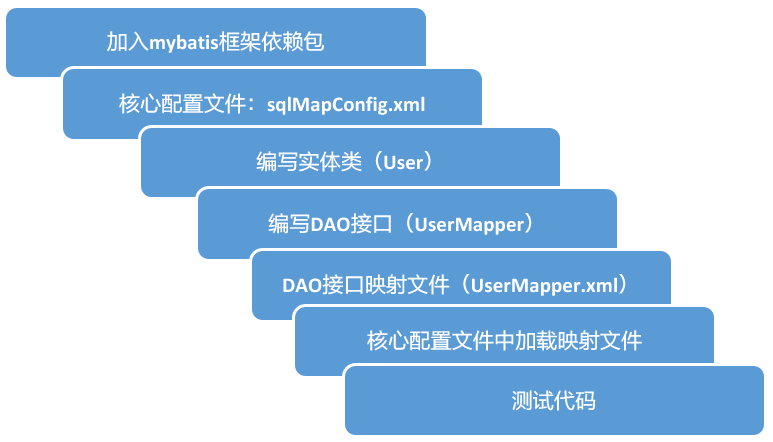 加入mybatis框架依赖包
核心配置文件：sqlMapConfig.xml
编写实体类（User）
编写DAO接口（UserMapper）
DAO接口映射文件（UserMapper.xml）
核心配置文件中加载映射文件
测试代码